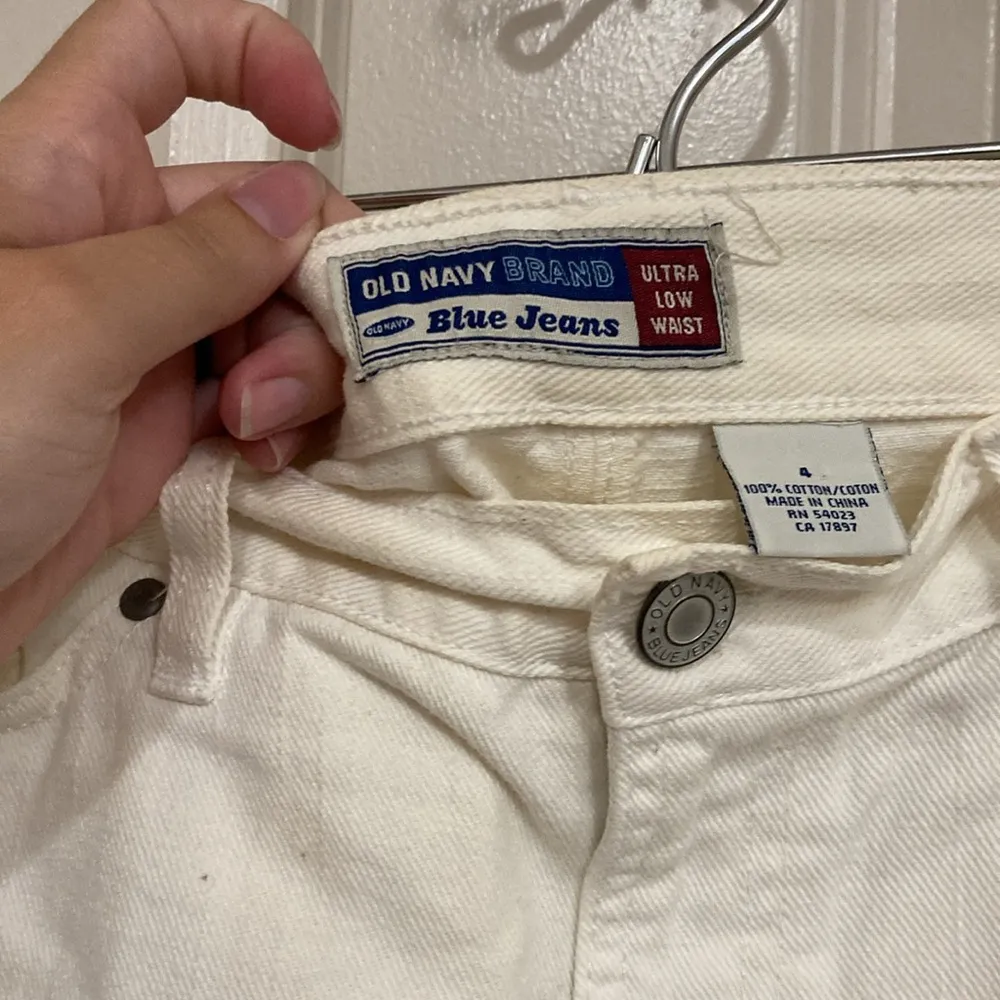 OLD NAVY BRAND
OLD NAVY Blue Jeans
ULTRA
LOW
WAIST
4
100% COTTON/COTON
MADE IN CHINA
RN 54023
CA 17897
OLD NAVY
BLUE JEANS